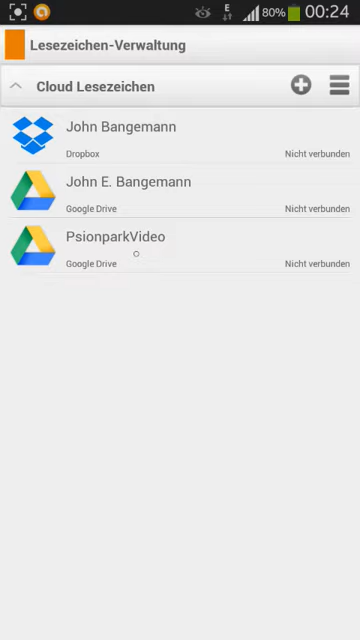 E 80% 00:24
Lesezeichen-Verwaltung
Cloud Lesezeichen
John Bangemann
Dropbox Nicht verbunden
John E. Bangemann
Google Drive Nicht verbunden
PsionparkVideo
Google Drive Nicht verbunden